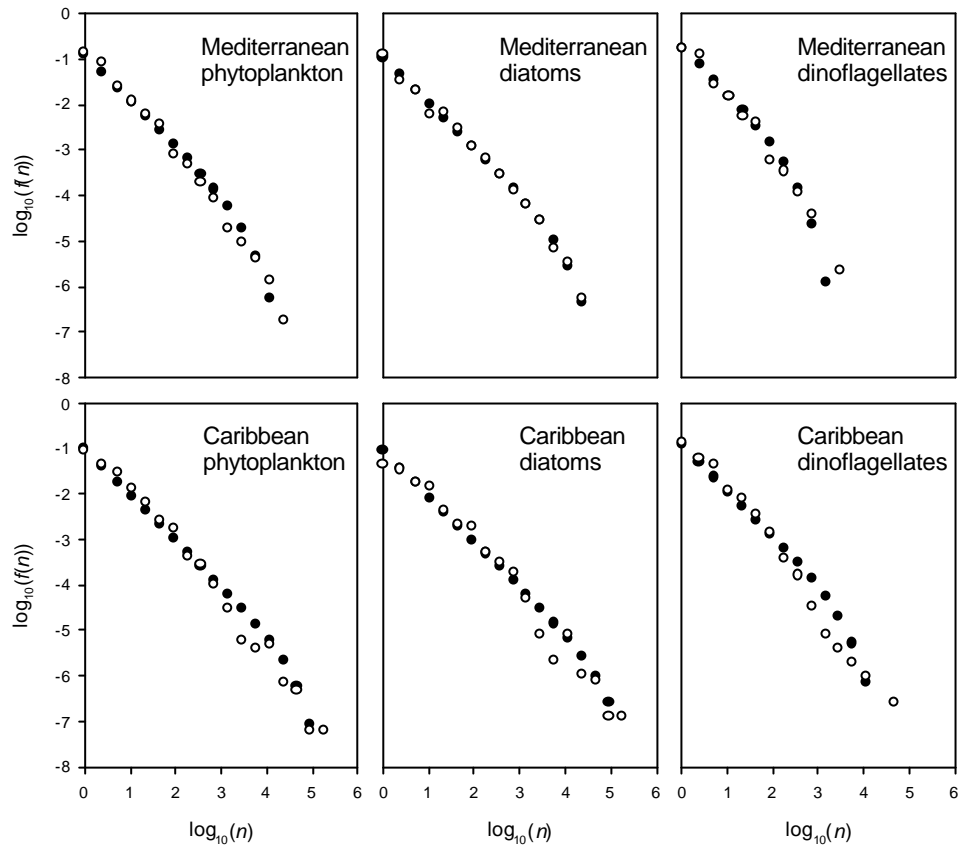 0
-1
-2
-3
-4
-5
-6
-7
-8
log10(f(n))
Mediterranean
phytoplankton
Mediterranean
diatoms
Mediterranean
dinoflagellates
0
-1
-2
-3
-4
-5
-6
-7
-8
log10(f(n))
Caribbean
phytoplankton
Caribbean
diatoms
Caribbean
dinoflagellates
0 1 2 3 4 5 6 0 1 2 3 4 5 6 0 1 2 3 4 5 6
log10(n) log10(n) log10(n)